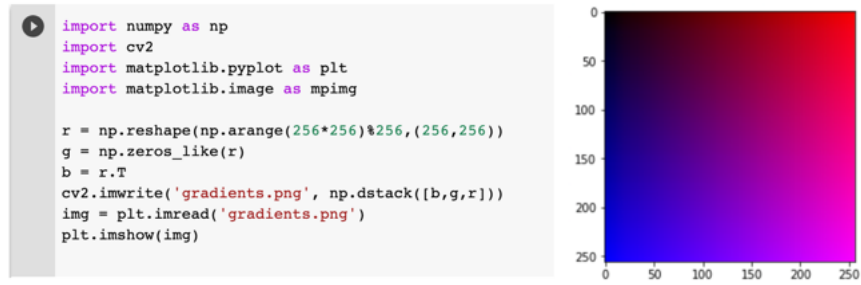 import numpy as np
import cv2
import matplotlib.pyplot as plt
import matplotlib.image as mpimg
r = np.reshape(np.arange(256*256)%256,(256,256))
g = np.zeros_like(r)
b = r.T
cv2.imwrite('gradients.png', np.dstack([b,g,r]))
img = plt.imread('gradients.png')
plt.imshow(img)
0
50
100
150
200
250
0 50 100 150 200 250